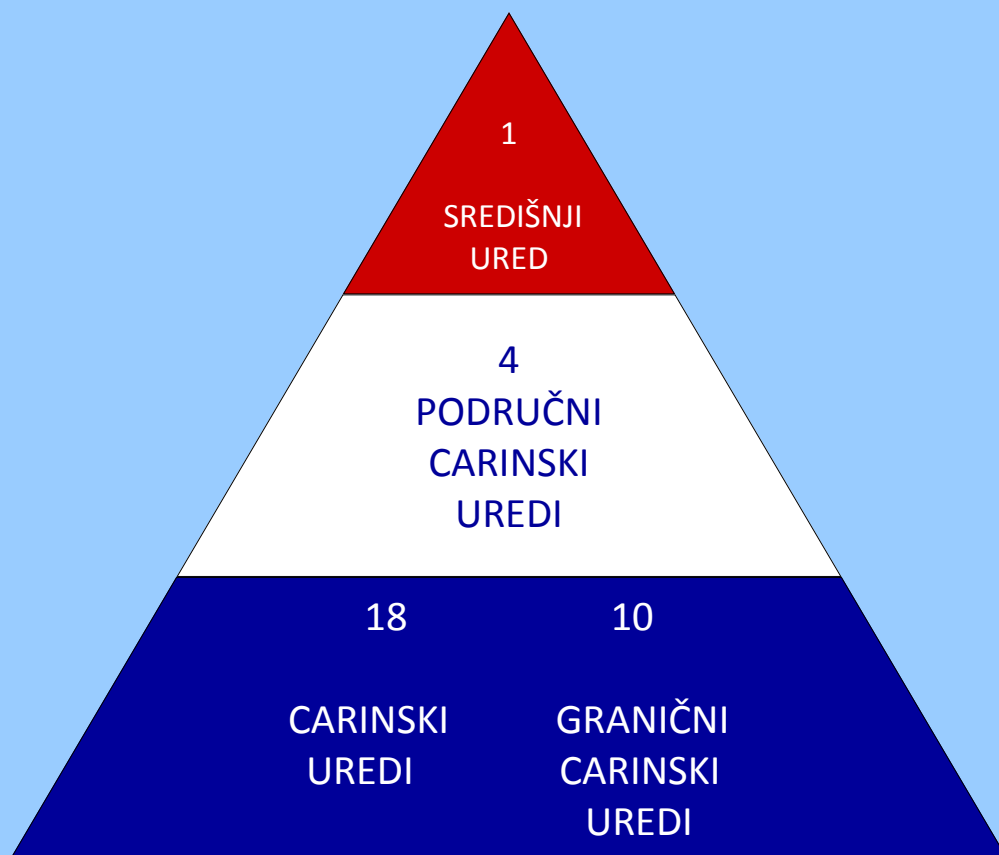 1
SREDIŠNJI
URED
4
PODRUČNI
CARINSKI
UREDI
18
CARINSKI
UREDI
10
GRANIČNI
CARINSKI
UREDI